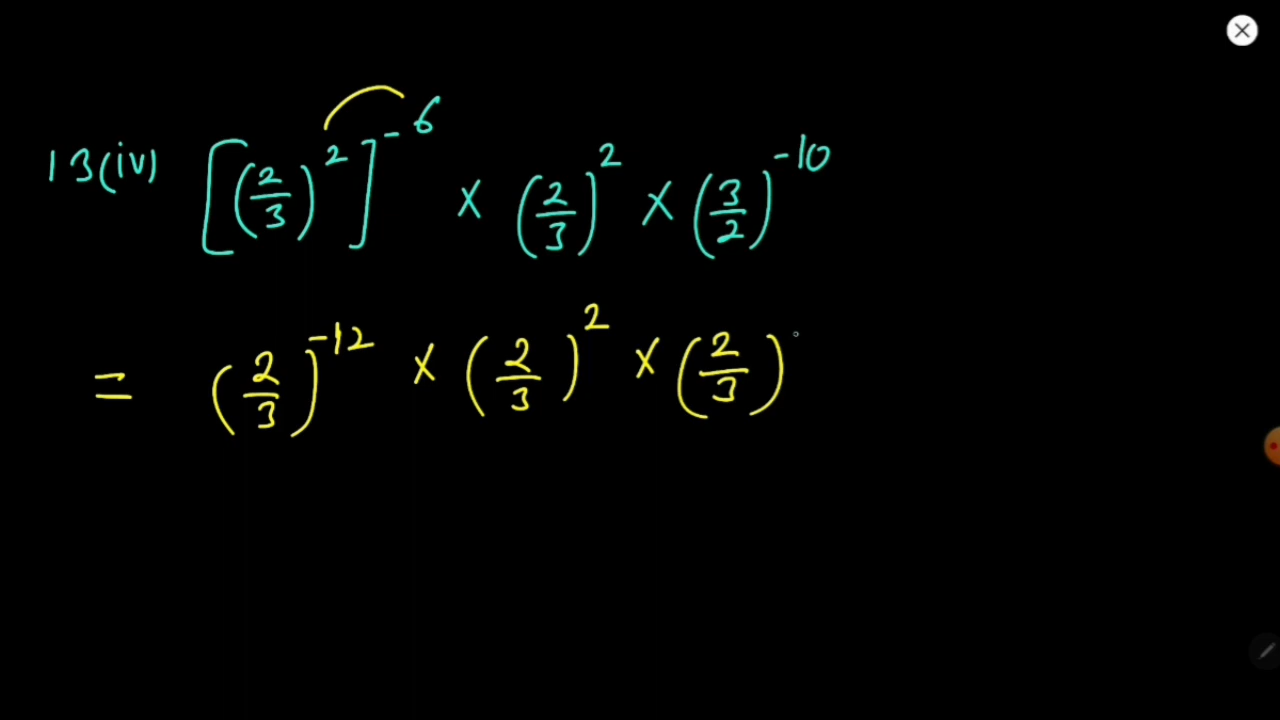 13(iv) [(2/3)^2]^-6 × (2/3)^2 × (3/2)^-10
= (2/3)^-12 × (2/3)^2 × (2/3)